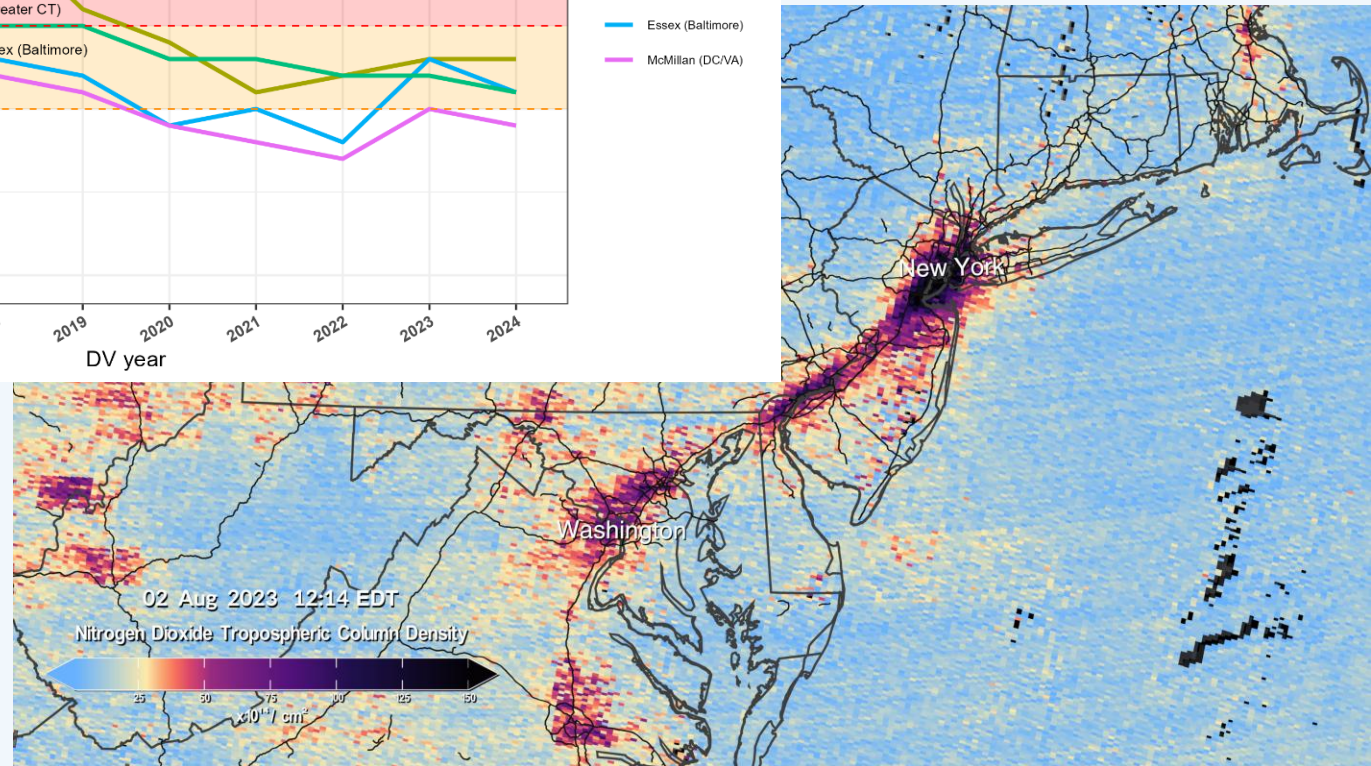 eater CT)
ex (Baltimore)
Essex (Baltimore)
McMillan (DC/VA)
2019
2020
2021
2022
2023
2024
DV year
New York
Washington
02 Aug 2023 12:14 EDT
Nitrogen Dioxide Tropospheric Column Density
25 50 75 100 125 150